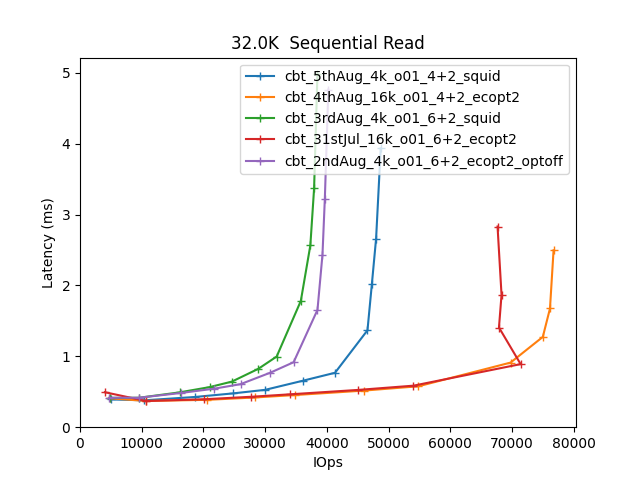 32.0K  Sequential Read
Latency (ms)
5
4
3
2
1
0
cbt_5thAug_4k_o01_4+2_squid
cbt_4thAug_16k_o01_4+2_ecopt2
cbt_3rdAug_4k_o01_6+2_squid
cbt_31stJul_16k_o01_6+2_ecopt2
cbt_2ndAug_4k_o01_6+2_ecopt2_optoff
0 10000 20000 30000 40000 50000 60000 70000 80000
IOps